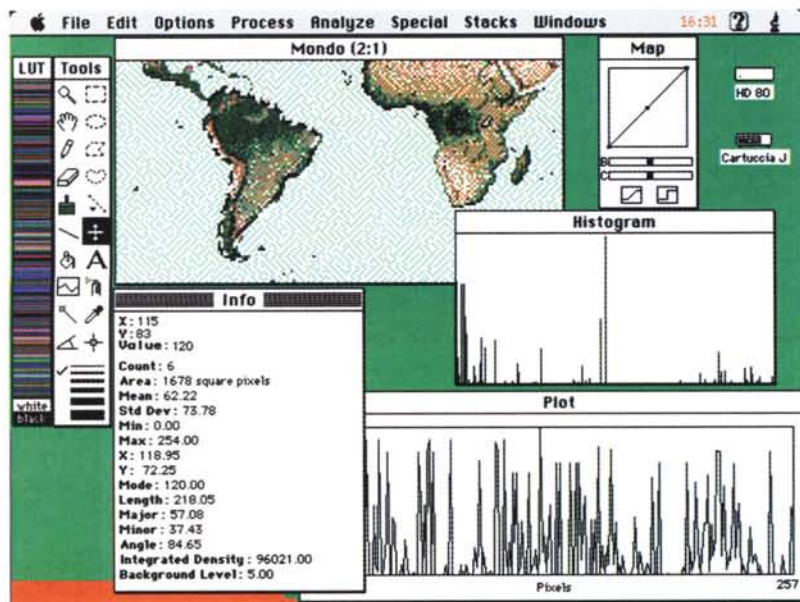 File Edit Options Process Analyze Special Stacks Windows 16:31
LUT
Tools
white
black
Mondo (2:1)
Map
B
C
HD 80
Cartuccia J
Histogram
Info
X: 115
Y: 83
Value: 120
Count: 6
Area: 1678 square pixels
Mean: 62.22
Std Dev: 73.78
Min: 0.00
Max: 254.00
X: 118.95
Y: 72.25
Mode: 120.00
Length: 218.05
Major: 57.08
Minor: 37.43
Angle: 84.65
Integrated Density: 96021.00
Background Level: 5.00
Plot
Pixels 257